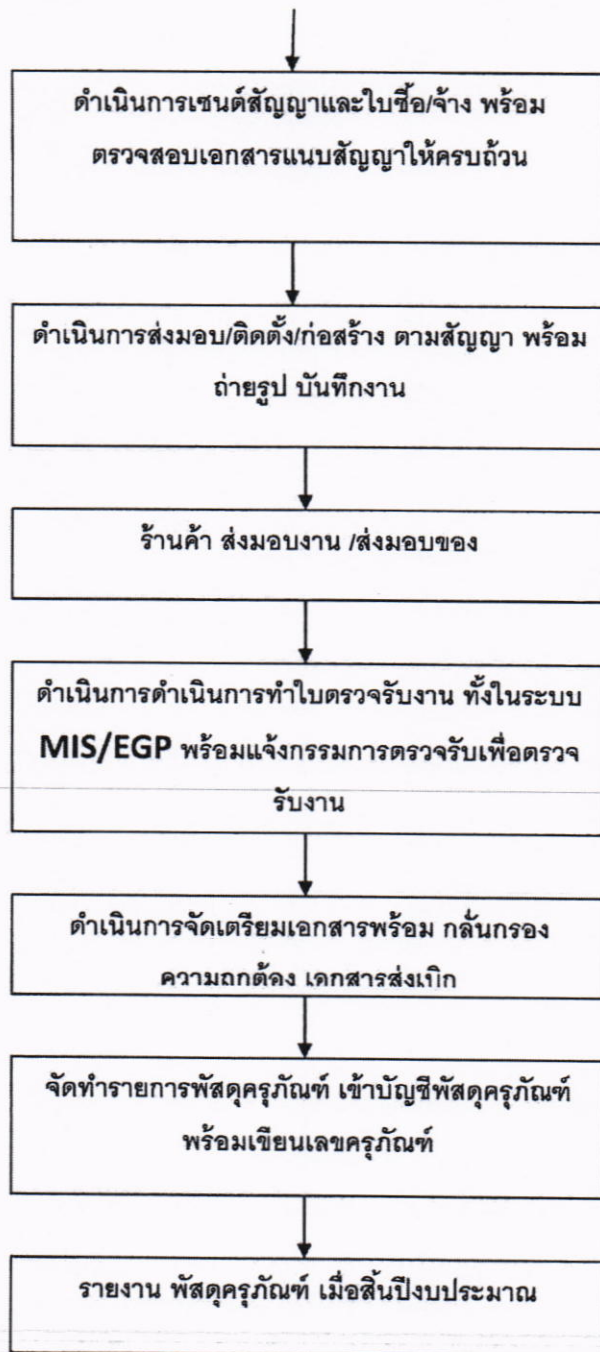 ดำเนินการเซนต์สัญญาและใบซื้อ/จ้าง พร้อม
ตรวจสอบเอกสารแนบสัญญาให้ครบถ้วน
ดำเนินการส่งมอบ/ติดตั้ง/ก่อสร้าง ตามสัญญา พร้อม
ถ่ายรูป บันทึกงาน
ร้านค้า ส่งมอบงาน /ส่งมอบของ
ดำเนินการดำเนินการทำใบตรวจรับงาน ทั้งในระบบ
MIS/EGP พร้อมแจ้งกรรมการตรวจรับเพื่อตรวจ
รับงาน
ดำเนินการจัดเตรียมเอกสารพร้อม กลั่นกรอง
ความถูกต้อง เอกสารส่งเบิก
จัดทำรายการพัสดุครุภัณฑ์ เข้าบัญชีพัสดุครุภัณฑ์
พร้อมเขียนเลขครุภัณฑ์
รายงาน พัสดุครุภัณฑ์ เมื่อสิ้นปีงบประมาณ